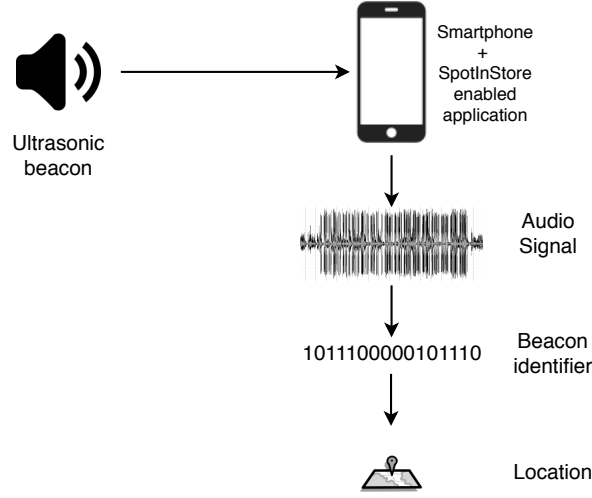 Smartphone
+
SpotInStore
enabled
application
Ultrasonic
beacon
Audio
Signal
1011100000101110
Beacon
identifier
Location